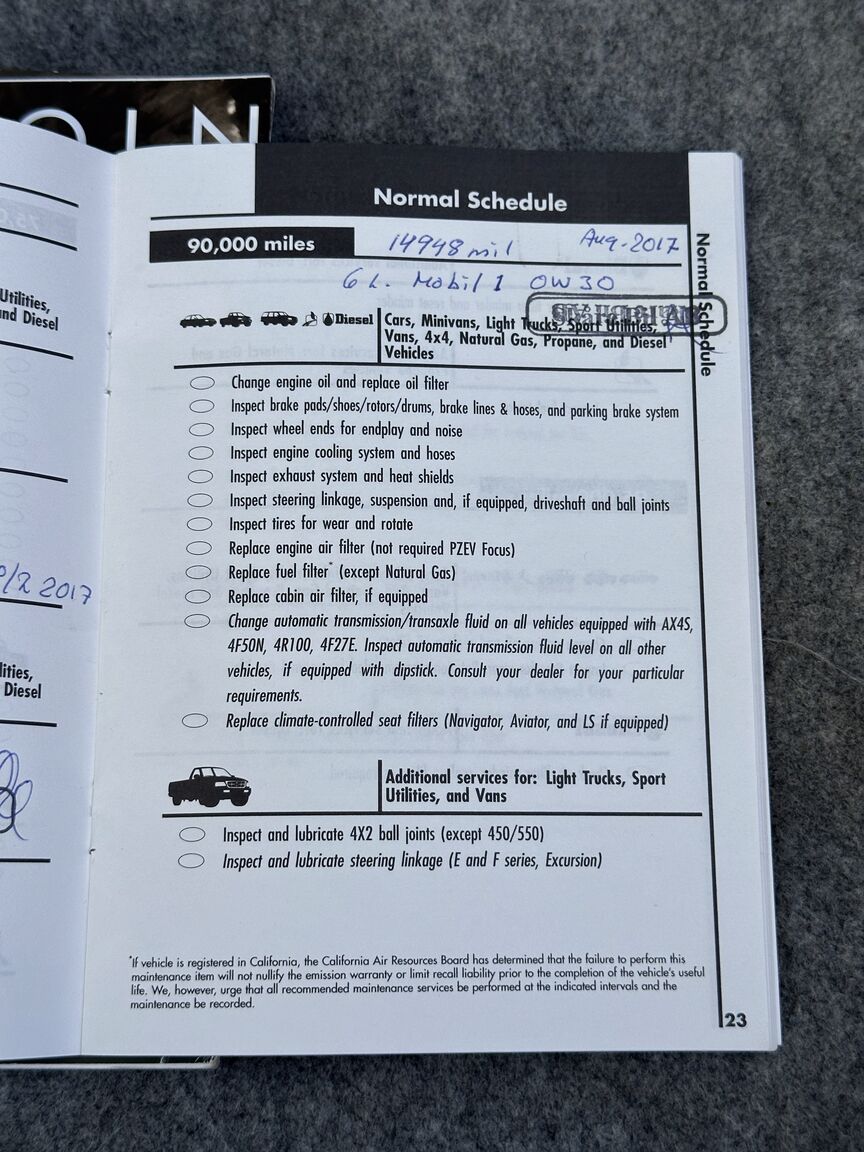 Utilities,
nd Diesel
2 2017
lities,
Diesel
Normal Schedule
90,000 miles
14948 mil
Aug-2017
6 L. Mobil 1 0W30
Diesel
Cars, Minivans, Light Trucks, Sport Utilities,
Vans, 4x4, Natural Gas, Propane, and Diesel
Vehicles
Change engine oil and replace oil filter
Inspect brake pads/shoes/rotors/drums, brake lines & hoses, and parking brake system
Inspect wheel ends for endplay and noise
Inspect engine cooling system and hoses
Inspect exhaust system and heat shields
Inspect steering linkage, suspension and, if equipped, driveshaft and ball joints
Inspect tires for wear and rotate
Replace engine air filter (not required PZEV Focus)
Replace fuel filter* (except Natural Gas)
Replace cabin air filter, if equipped
Change automatic transmission/transaxle fluid on all vehicles equipped with AX4S,
4F50N, 4R100, 4F27E. Inspect automatic transmission fluid level on all other
vehicles, if equipped with dipstick. Consult your dealer for your particular
requirements.
Replace climate-controlled seat filters (Navigator, Aviator, and LS if equipped)
Additional services for: Light Trucks, Sport
Utilities, and Vans
Inspect and lubricate 4X2 ball joints (except 450/550)
Inspect and lubricate steering linkage (E and F series, Excursion)
*If vehicle is registered in California, the California Air Resources Board has determined that the failure to perform this
maintenance item will not nullify the emission warranty or limit recall liability prior to the completion of the vehicle's useful
life. We, however, urge that all recommended maintenance services be performed at the indicated intervals and the
maintenance be recorded.
Normal Schedule
23